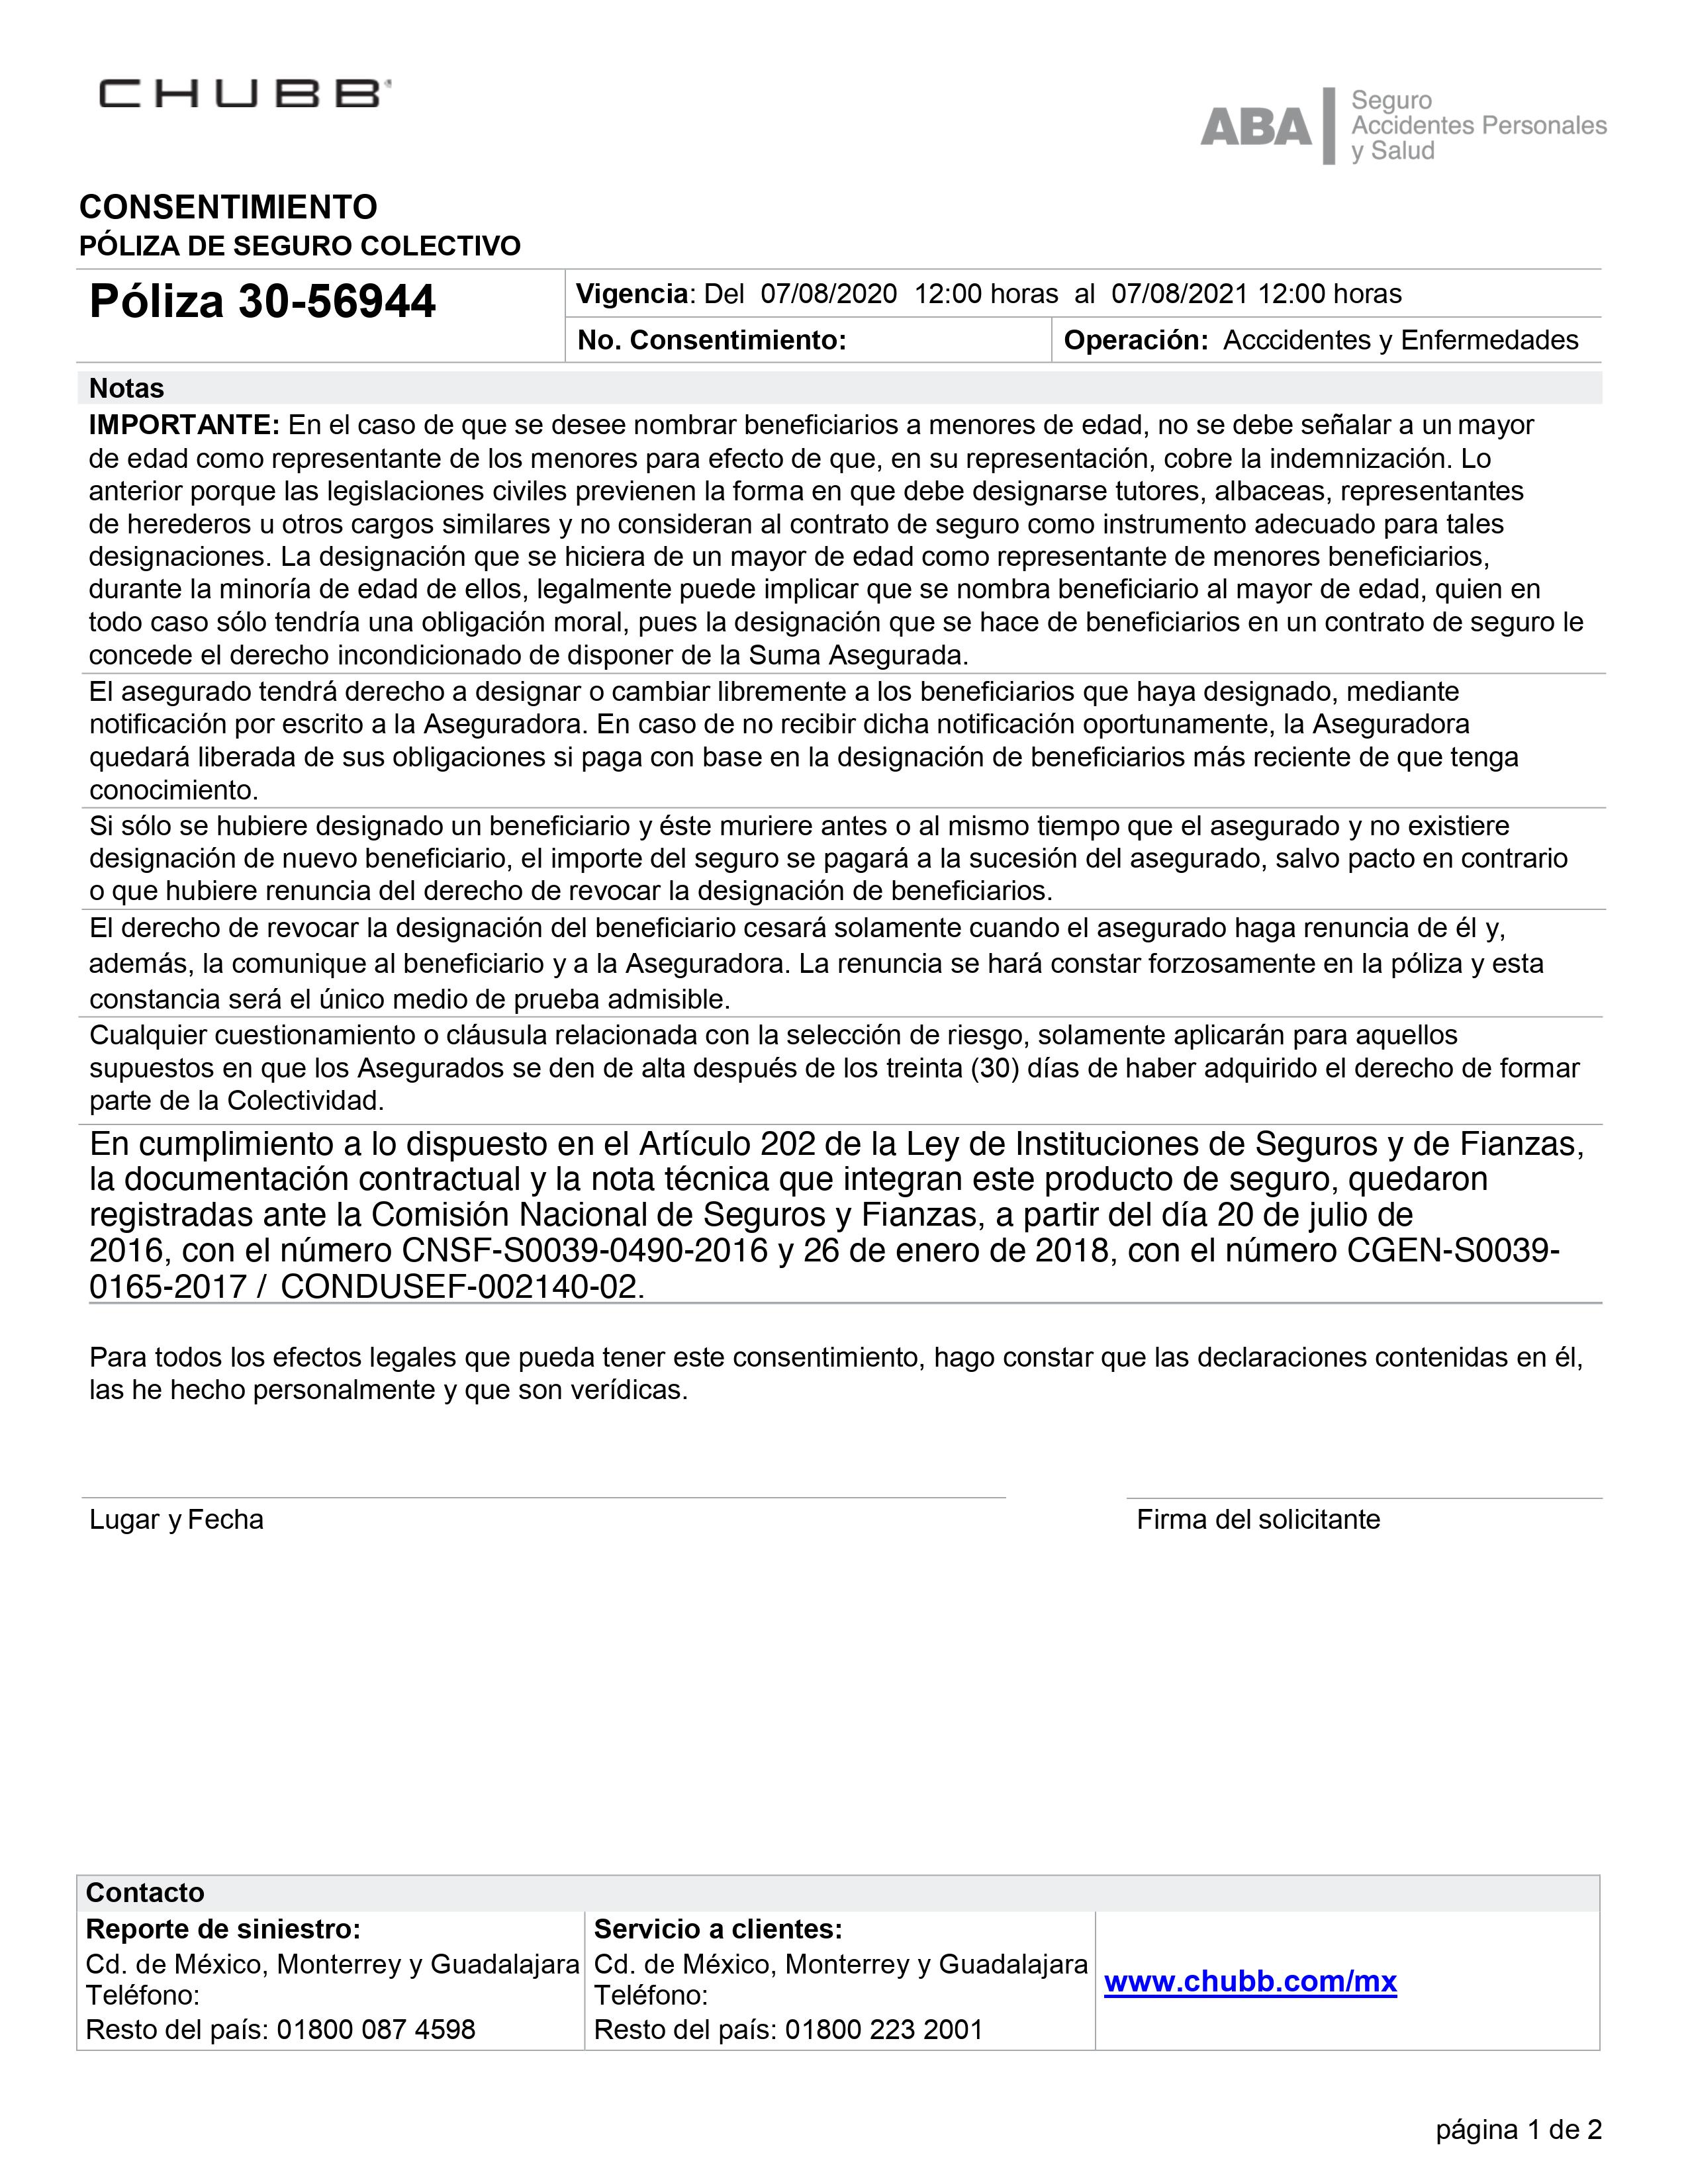 CHUBB
ABA
Seguro
Accidentes Personales
y Salud
CONSENTIMIENTO
PÓLIZA DE SEGURO COLECTIVO
Póliza 30-56944
Vigencia: Del 07/08/2020 12:00 horas al 07/08/2021 12:00 horas
No. Consentimiento:
Operación: Acccidentes y Enfermedades
Notas
IMPORTANTE: En el caso de que se desee nombrar beneficiarios a menores de edad, no se debe señalar a un mayor
de edad como representante de los menores para efecto de que, en su representación, cobre la indemnización. Lo
anterior porque las legislaciones civiles previenen la forma en que debe designarse tutores, albaceas, representantes
de herederos u otros cargos similares y no consideran al contrato de seguro como instrumento adecuado para tales
designaciones. La designación que se hiciera de un mayor de edad como representante de menores beneficiarios,
durante la minoría de edad de ellos, legalmente puede implicar que se nombra beneficiario al mayor de edad, quien en
todo caso sólo tendría una obligación moral, pues la designación que se hace de beneficiarios en un contrato de seguro le
concede el derecho incondicionado de disponer de la Suma Asegurada.
El asegurado tendrá derecho a designar o cambiar libremente a los beneficiarios que haya designado, mediante
notificación por escrito a la Aseguradora. En caso de no recibir dicha notificación oportunamente, la Aseguradora
quedará liberada de sus obligaciones si paga con base en la designación de beneficiarios más reciente de que tenga
conocimiento.
Si sólo se hubiere designado un beneficiario y éste muriere antes o al mismo tiempo que el asegurado y no existiere
designación de nuevo beneficiario, el importe del seguro se pagará a la sucesión del asegurado, salvo pacto en contrario
o que hubiere renuncia del derecho de revocar la designación de beneficiarios.
El derecho de revocar la designación del beneficiario cesará solamente cuando el asegurado haga renuncia de él y,
además, la comunique al beneficiario y a la Aseguradora. La renuncia se hará constar forzosamente en la póliza y esta
constancia será el único medio de prueba admisible.
Cualquier cuestionamiento o cláusula relacionada con la selección de riesgo, solamente aplicarán para aquellos
supuestos en que los Asegurados se den de alta después de los treinta (30) días de haber adquirido el derecho de formar
parte de la Colectividad.
En cumplimiento a lo dispuesto en el Artículo 202 de la Ley de Instituciones de Seguros y de Fianzas,
la documentación contractual y la nota técnica que integran este producto de seguro, quedaron
registradas ante la Comisión Nacional de Seguros y Fianzas, a partir del día 20 de julio de
2016, con el número CNSF-S0039-0490-2016 y 26 de enero de 2018, con el número CGEN-S0039-
0165-2017 / CONDUSEF-002140-02.
Para todos los efectos legales que pueda tener este consentimiento, hago constar que las declaraciones contenidas en él,
las he hecho personalmente y que son verídicas.
Lugar y Fecha
Firma del solicitante
Contacto
Reporte de siniestro:
Cd. de México, Monterrey y Guadalajara
Teléfono:
Resto del país: 01800 087 4598
Servicio a clientes:
Cd. de México, Monterrey y Guadalajara
Teléfono:
Resto del país: 01800 223 2001
www.chubb.com/mx
página 1 de 2